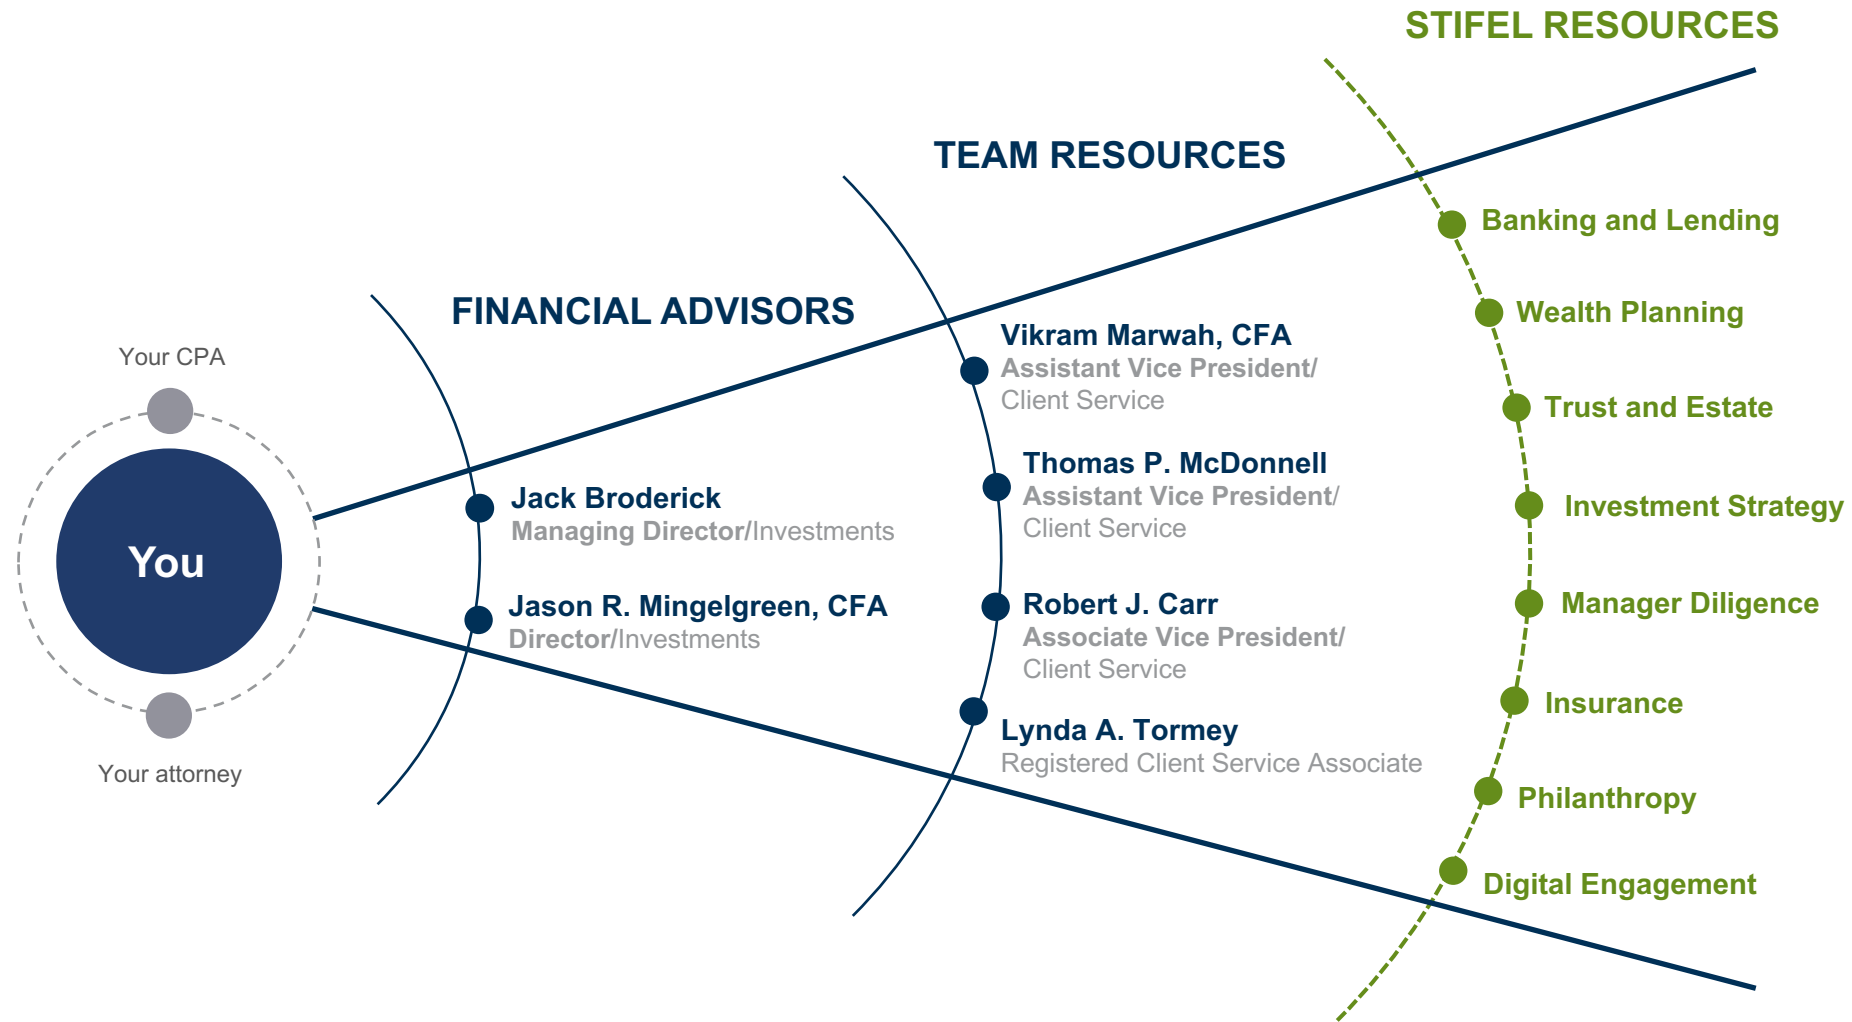 STIFEL RESOURCES
TEAM RESOURCES
FINANCIAL ADVISORS
Your CPA
You
Your attorney
Jack Broderick
Managing Director/Investments
Jason R. Mingelgreen, CFA
Director/Investments
Vikram Marwah, CFA
Assistant Vice President/
Client Service
Thomas P. McDonnell
Assistant Vice President/
Client Service
Robert J. Carr
Associate Vice President/
Client Service
Lynda A. Tormey
Registered Client Service Associate
Banking and Lending
Wealth Planning
Trust and Estate
Investment Strategy
Manager Diligence
Insurance
Philanthropy
Digital Engagement